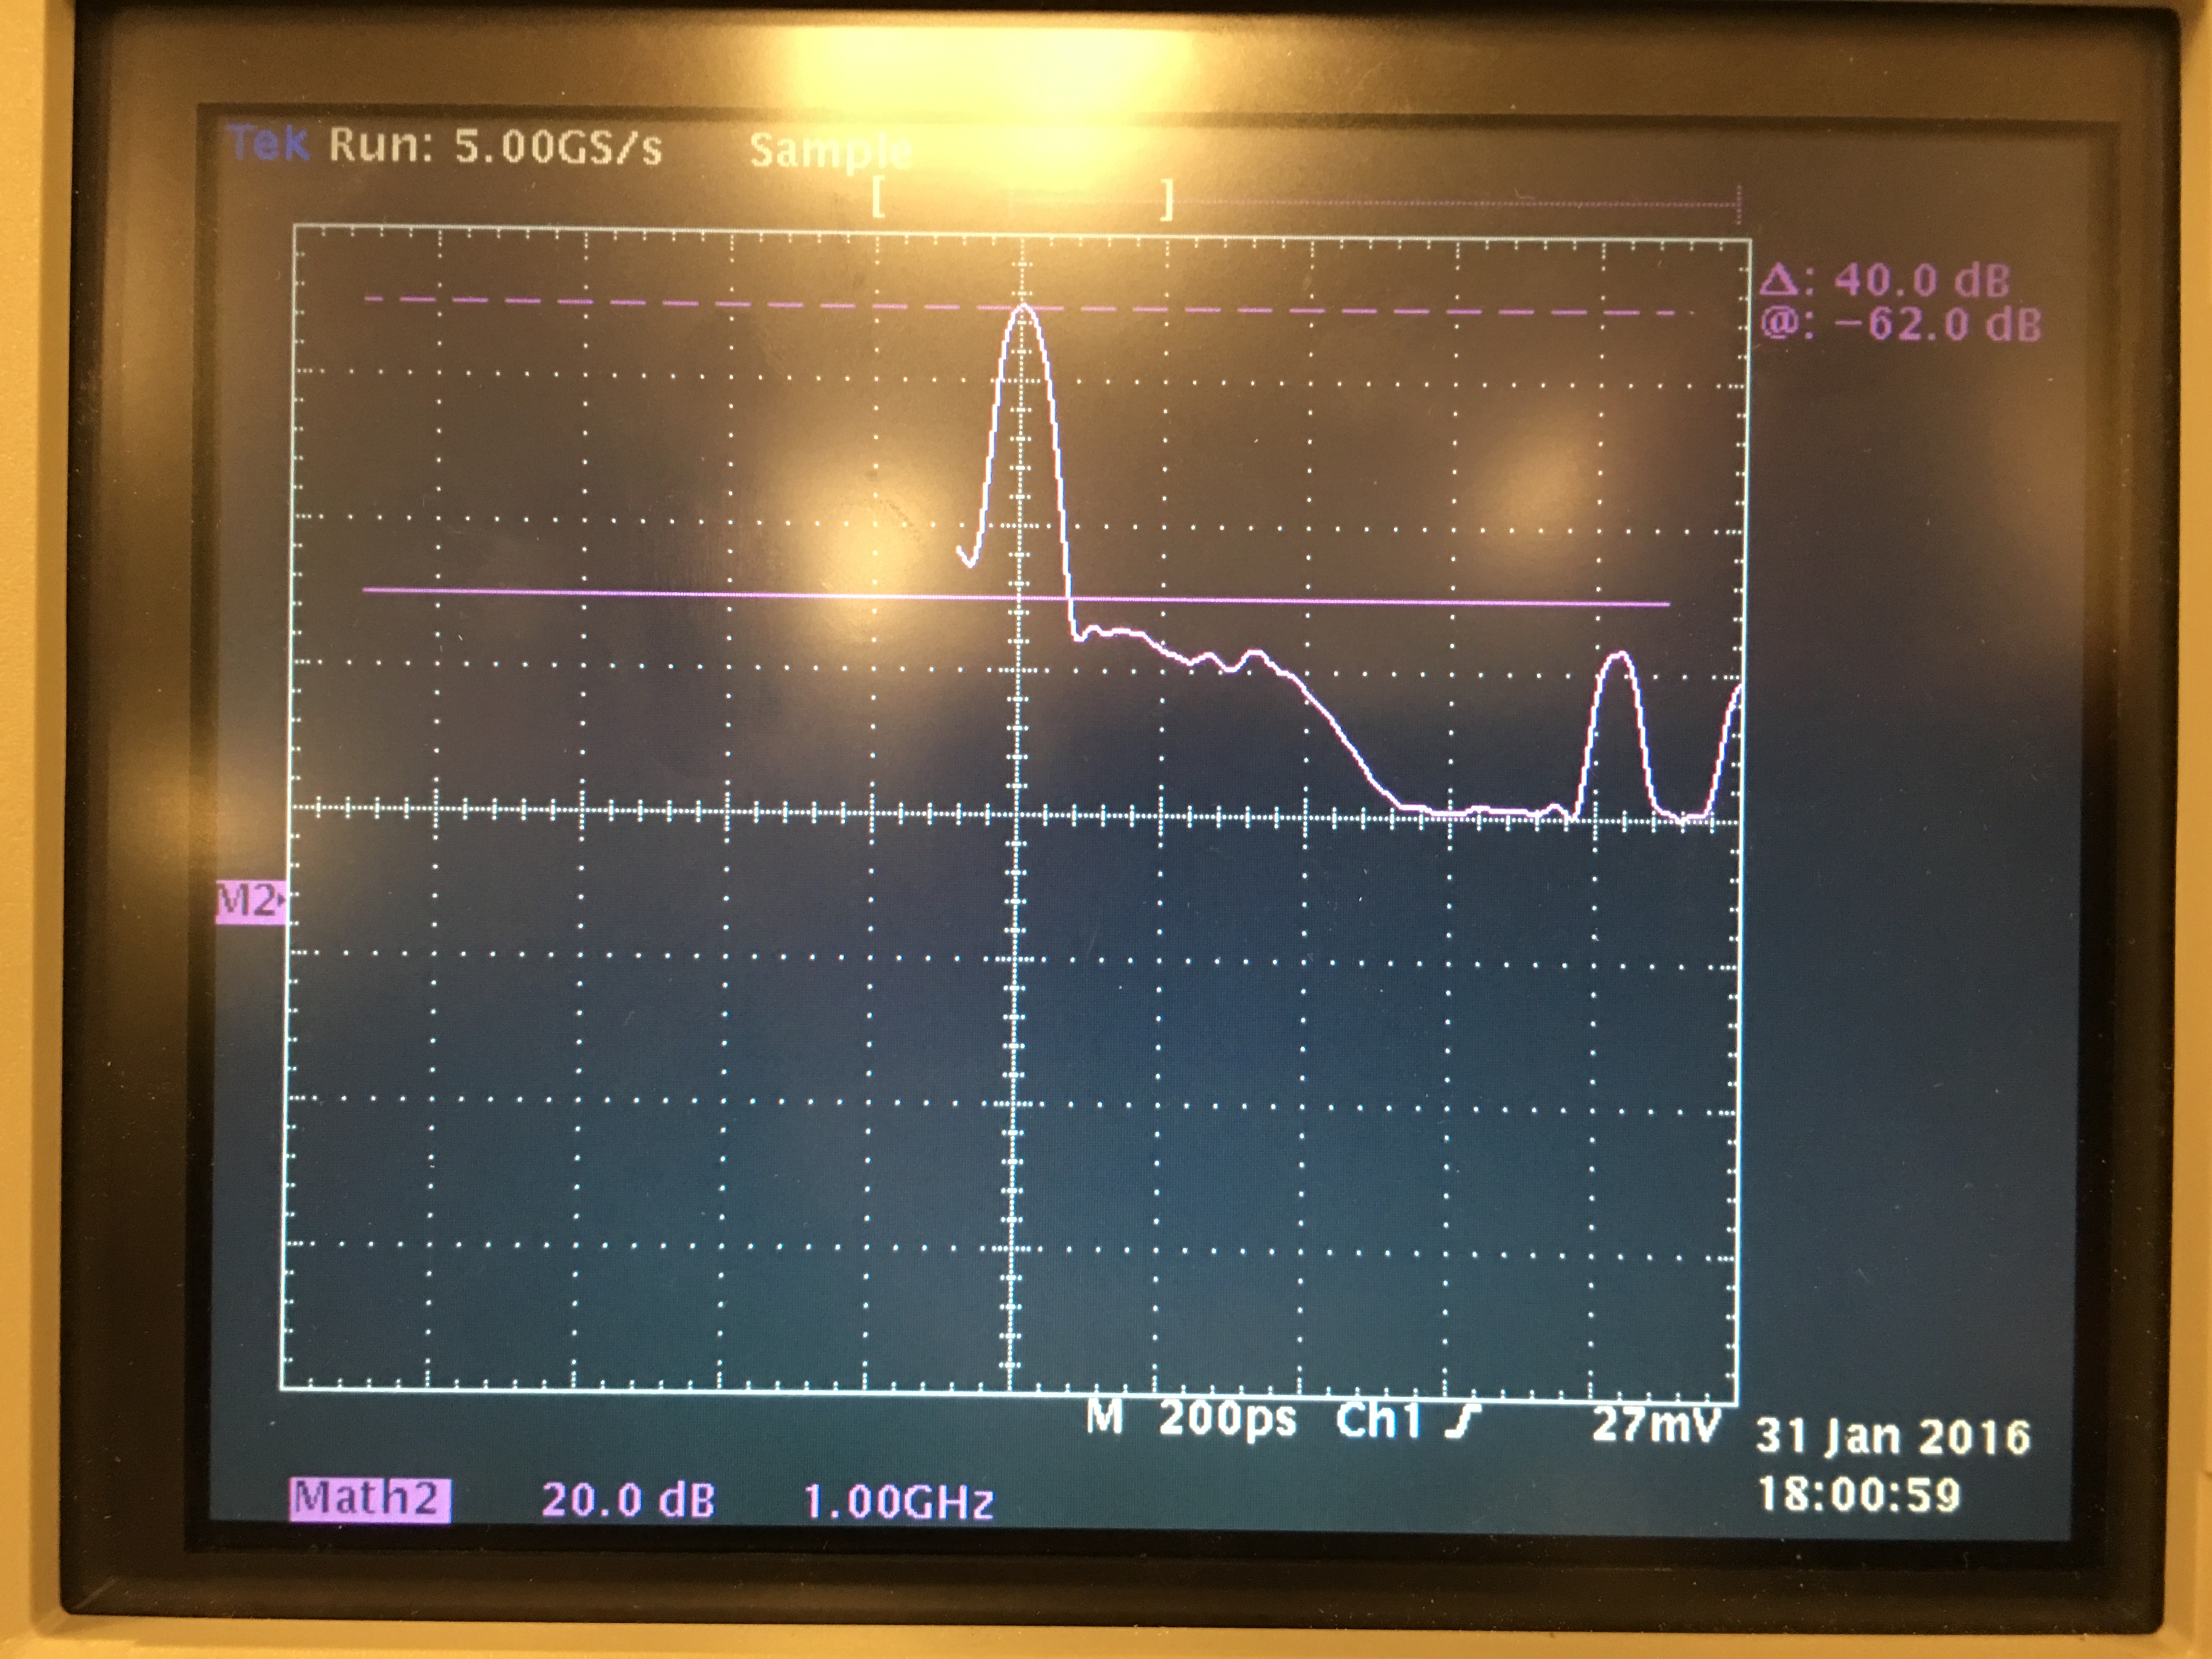 Tek Run: 5.00GS/s Sample
[ ]
Δ: 40.0 dB
@: -62.0 dB
M2
M 200ps Ch1 27mV
31 Jan 2016
18:00:59
Math2 20.0 dB 1.00GHz